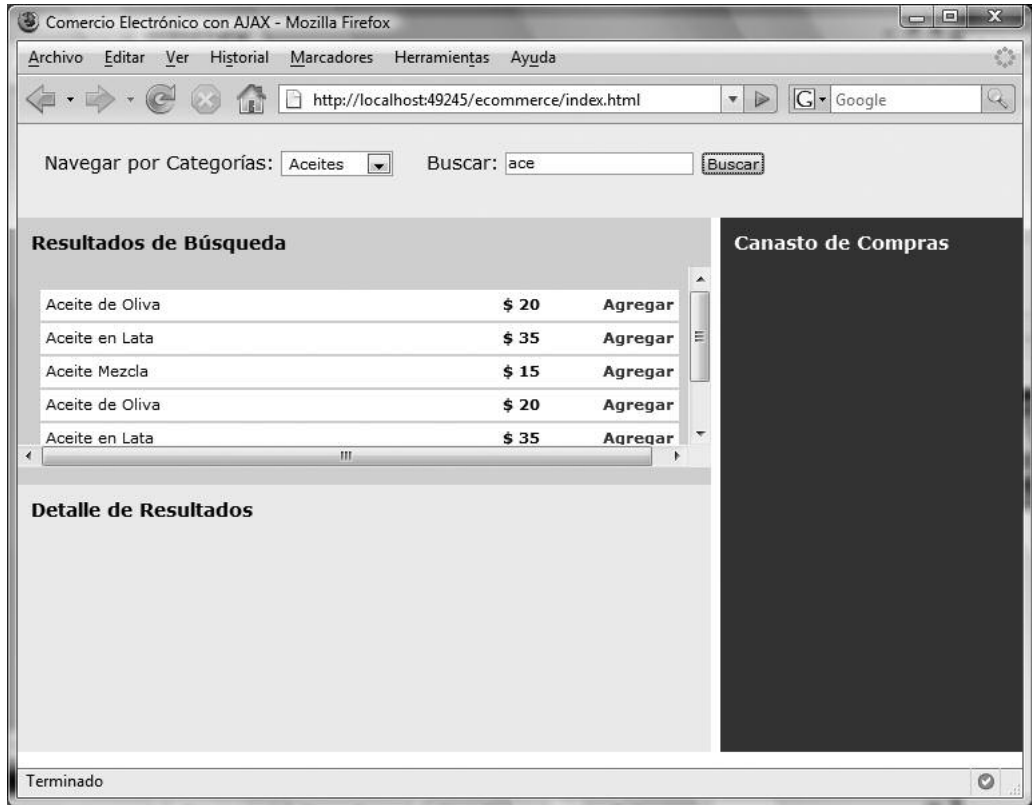 Comercio Electrónico con AJAX - Mozilla Firefox
Archivo Editar Ver Historial Marcadores Herramientas Ayuda
http://localhost:49245/ecommerce/index.html G Google
Navegar por Categorías: Aceites Buscar: ace Buscar
Resultados de Búsqueda
Canasto de Compras
Aceite de Oliva $ 20 Agregar
Aceite en Lata $ 35 Agregar
Aceite Mezcla $ 15 Agregar
Aceite de Oliva $ 20 Agregar
Aceite en Lata $ 35 Agregar
Detalle de Resultados
Terminado